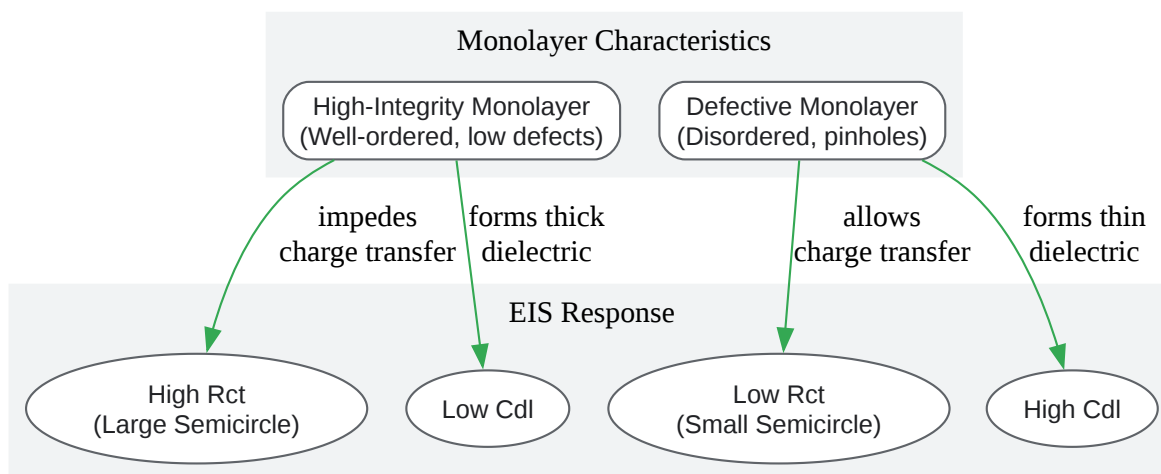 Monolayer Characteristics
High-Integrity Monolayer
(Well-ordered, low defects)
Defective Monolayer
(Disordered, pinholes)
impedes
charge transfer
forms thick
dielectric
allows
charge transfer
forms thin
dielectric
EIS Response
High Rct
(Large Semicircle)
Low Cdl
Low Rct
(Small Semicircle)
High Cdl